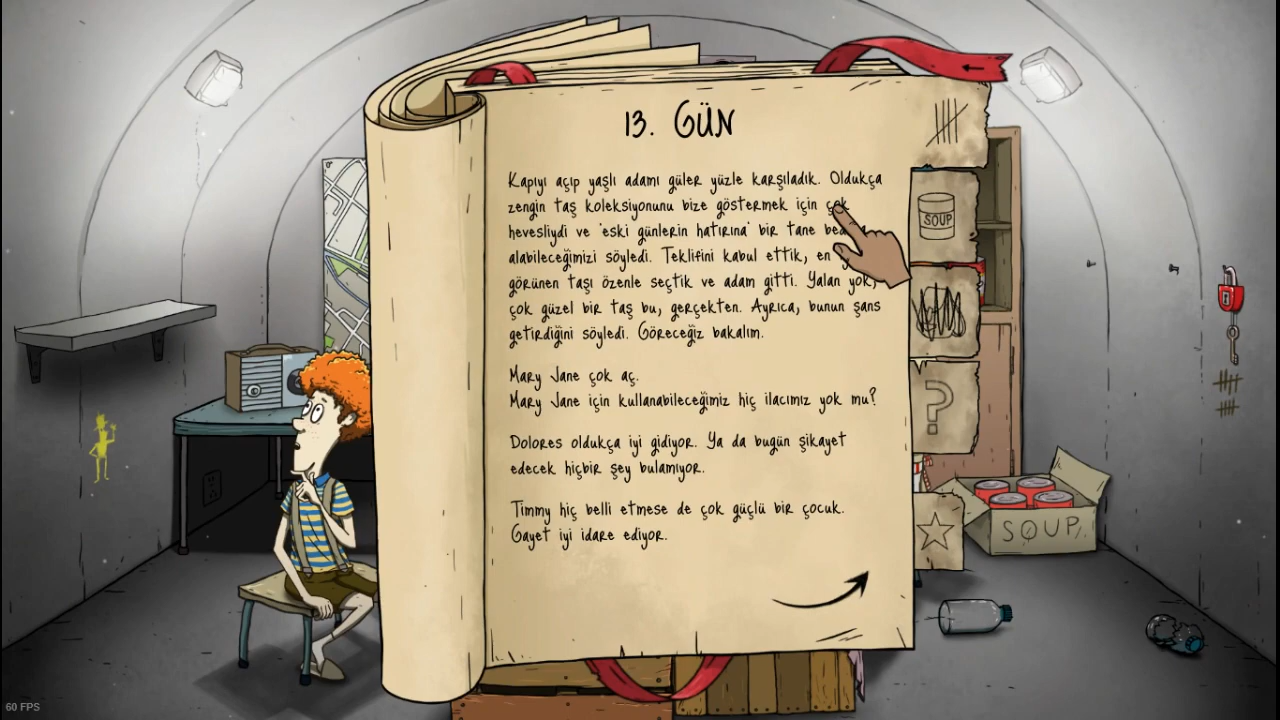 13. GÜN
Kapıyı açıp yaşlı adamı güler yüzle karşıladık. Oldukça
zengin taş koleksiyonunu bize göstermek için çok
hevesliydi ve 'eski günlerin hatırına' bir tane
alabileceğimizi söyledi. Teklifini kabul ettik, en
görünen taşı özenle seçtik ve adam gitti. Yalan yok,
çok güzel bir taş bu, gerçekten. Ayrıca, bunun şans
getirdiğini söyledi. Göreceğiz bakalım.
Mary Jane çok aç.
Mary Jane için kullanabileceğimiz hiç ilacımız yok mu?
Dolores oldukça iyi gidiyor. Ya da bugün şikayet
edecek hiçbir şey bulamıyor.
Timmy hiç belli etmese de çok güçlü bir çocuk.
Gayet iyi idare ediyor.
SOUP
?
SOUP
60 FPS